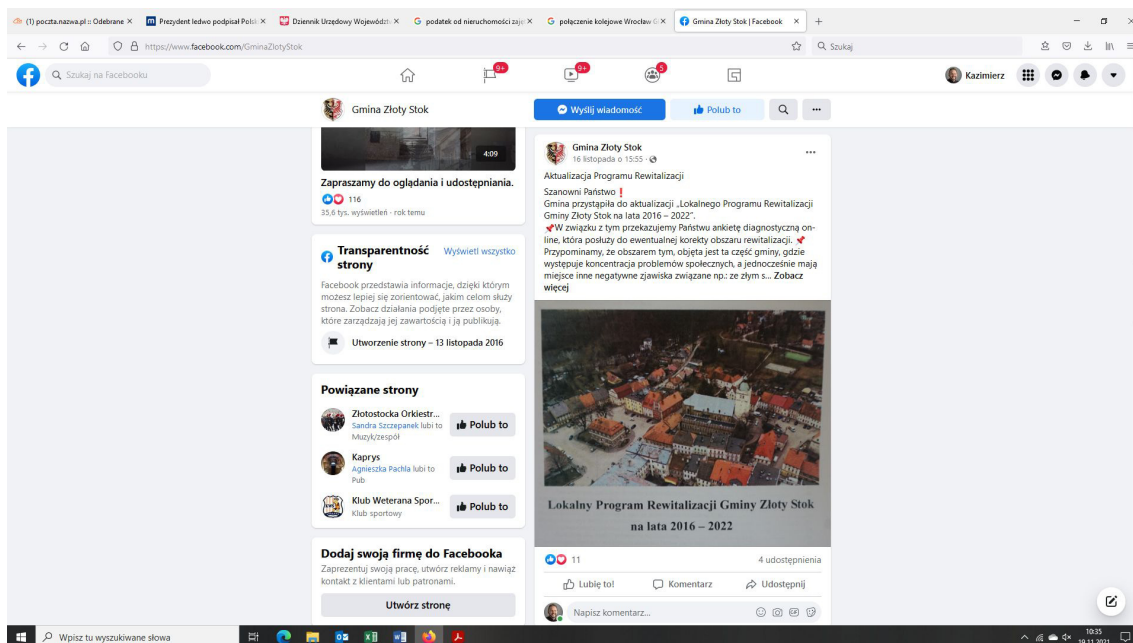 (1) poczta.nazwa.pl :: Odebrane
Prezydent ledwo podpisał Polsk
Dziennik Urzędowy Województ
podatek od nieruchomości zaje
połączenie kolejowe Wrocław G
Gmina Złoty Stok | Facebook
https://www.facebook.com/GminaZlotyStok
Szukaj
Szukaj na Facebooku
9+
9+
5
Kazimierz
Gmina Złoty Stok
Wyślij wiadomość
Polub to
4:09
Zapraszamy do oglądania i udostępniania.
116
35,6 tys. wyświetleń · rok temu
Transparentność strony
Wyświetl wszystko
Facebook przedstawia informacje, dzięki którym
możesz lepiej się zorientować, jakim celom służy
strona. Zobacz działania podjęte przez osoby,
które zarządzają jej zawartością i ją publikują.
Utworzenie strony – 13 listopada 2016
Powiązane strony
Złotostocka Orkiestr...
Sandra Szczepanek lubi to
Muzyk/zespół
Polub to
Kaprys
Agnieszka Pachla lubi to
Pub
Polub to
Klub Weterana Spor...
Klub sportowy
Polub to
Dodaj swoją firmę do Facebooka
Zaprezentuj swoją pracę, utwórz reklamy i nawiąż
kontakt z klientami lub patronami.
Utwórz stronę
Gmina Złoty Stok
16 listopada o 15:55 ·
Aktualizacja Programu Rewitalizacji
Szanowni Państwo❗
Gmina przystąpiła do aktualizacji „Lokalnego Programu Rewitalizacji
Gminy Złoty Stok na lata 2016 – 2022”.
📌W związku z tym przekazujemy Państwu ankietę diagnostyczną on-
line, która posłuży do ewentualnej korekty obszaru rewitalizacji. 📌
Przypominamy, że obszarem tym, objęta jest ta część gminy, gdzie
występuje koncentracja problemów społecznych, a jednocześnie mają
miejsce inne negatywne zjawiska związane np.: ze złym s... Zobacz
więcej
Lokalny Program Rewitalizacji Gminy Złoty Stok
na lata 2016 – 2022
11
4 udostępnienia
Lubię to!
Komentarz
Udostępnij
Napisz komentarz...
Wpisz tu wyszukiwane słowa
10:35
19.11.2021